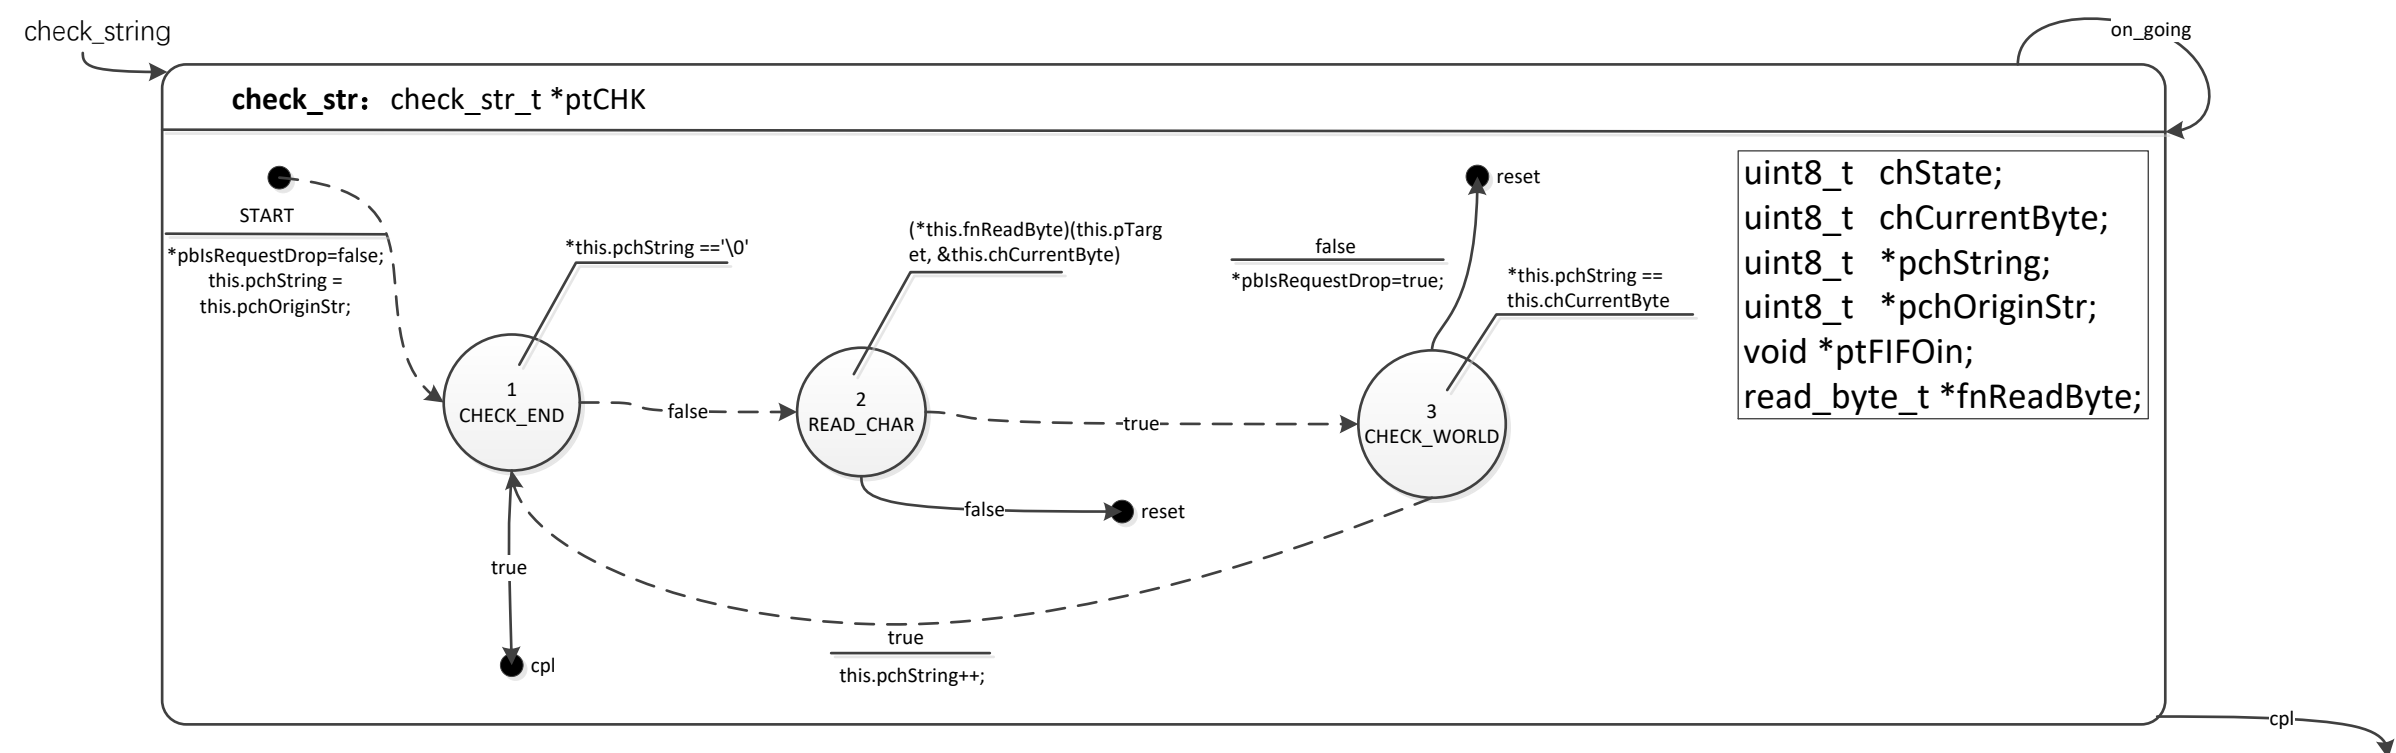 check_string
on_going
check_str：check_str_t *ptCHK
START
*pbIsRequestDrop=false;
this.pchString =
this.pchOriginStr;
*this.pchString =='\0'
(*this.fnReadByte)(this.pTarg
et, &this.chCurrentByte)
false
*pbIsRequestDrop=true;
reset
*this.pchString ==
this.chCurrentByte
uint8_t chState;
uint8_t chCurrentByte;
uint8_t *pchString;
uint8_t *pchOriginStr;
void *ptFIFOin;
read_byte_t *fnReadByte;
1
CHECK_END
false
2
READ_CHAR
true
3
CHECK_WORLD
false
reset
true
cpl
true
this.pchString++;
cpl